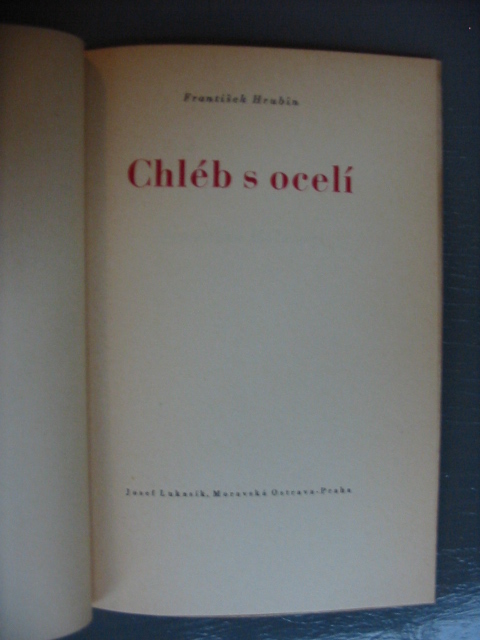 František Hrubín
Chléb s ocelí
Josef Lukasík, Moravská Ostrava-Praha